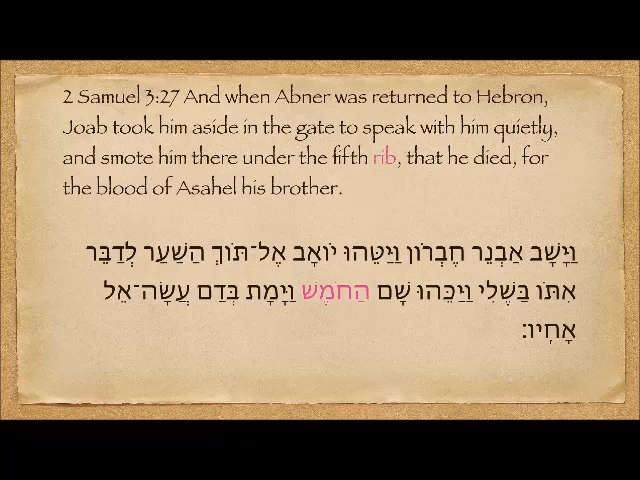 2 Samuel 3:27 And when Abner was returned to Hebron,
Joab took him aside in the gate to speak with him quietly,
and smote him there under the fifth rib, that he died, for
the blood of Asahel his brother.
וַיָּשָׁב אַבְנֵר חֶבְרוֹן וַיַּטֵּהוּ יוֹאָב אֶל־תּוֹךְ הַשַּׁעַר לְדַבֵּר
אִתּוֹ בַּשֶּׁלִי וַיַּכֵּהוּ שָׁם הַחֹמֶשׁ וַיָּמָת בְּדַם עֲשָׂה־אֵל
אָחִיו׃